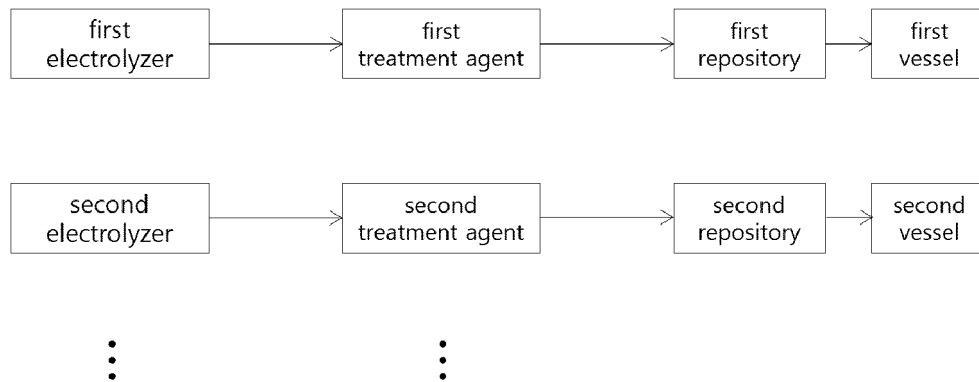 first
electrolyzer
first
treatment agent
first
repository
first
vessel
second
electrolyzer
second
treatment agent
second
repository
second
vessel